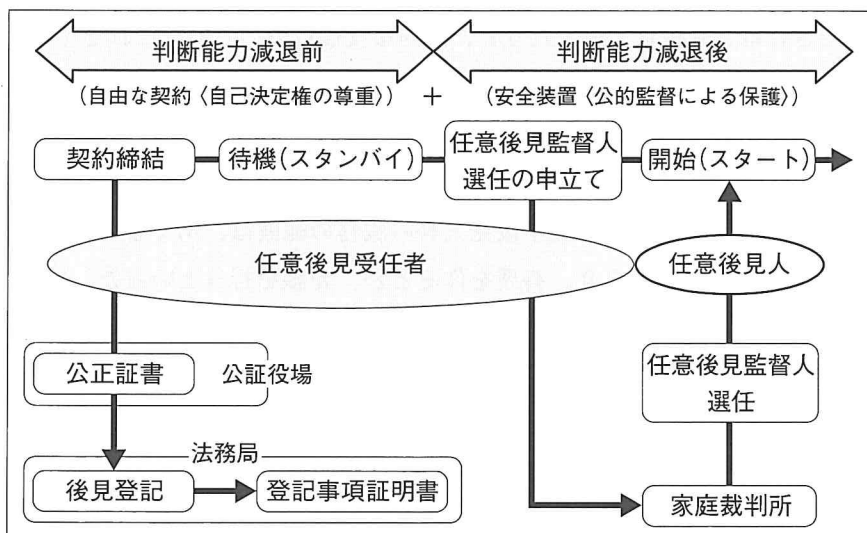 判断能力減退前
判断能力減退後
(自由な契約〈自己決定権の尊重〉)
+
(安全装置〈公的監督による保護〉)
契約締結
待機(スタンバイ)
任意後見監督人
選任の申立て
開始(スタート)
任意後見受任者
任意後見人
公正証書
公証役場
任意後見監督人
選任
法務局
後見登記
登記事項証明書
家庭裁判所